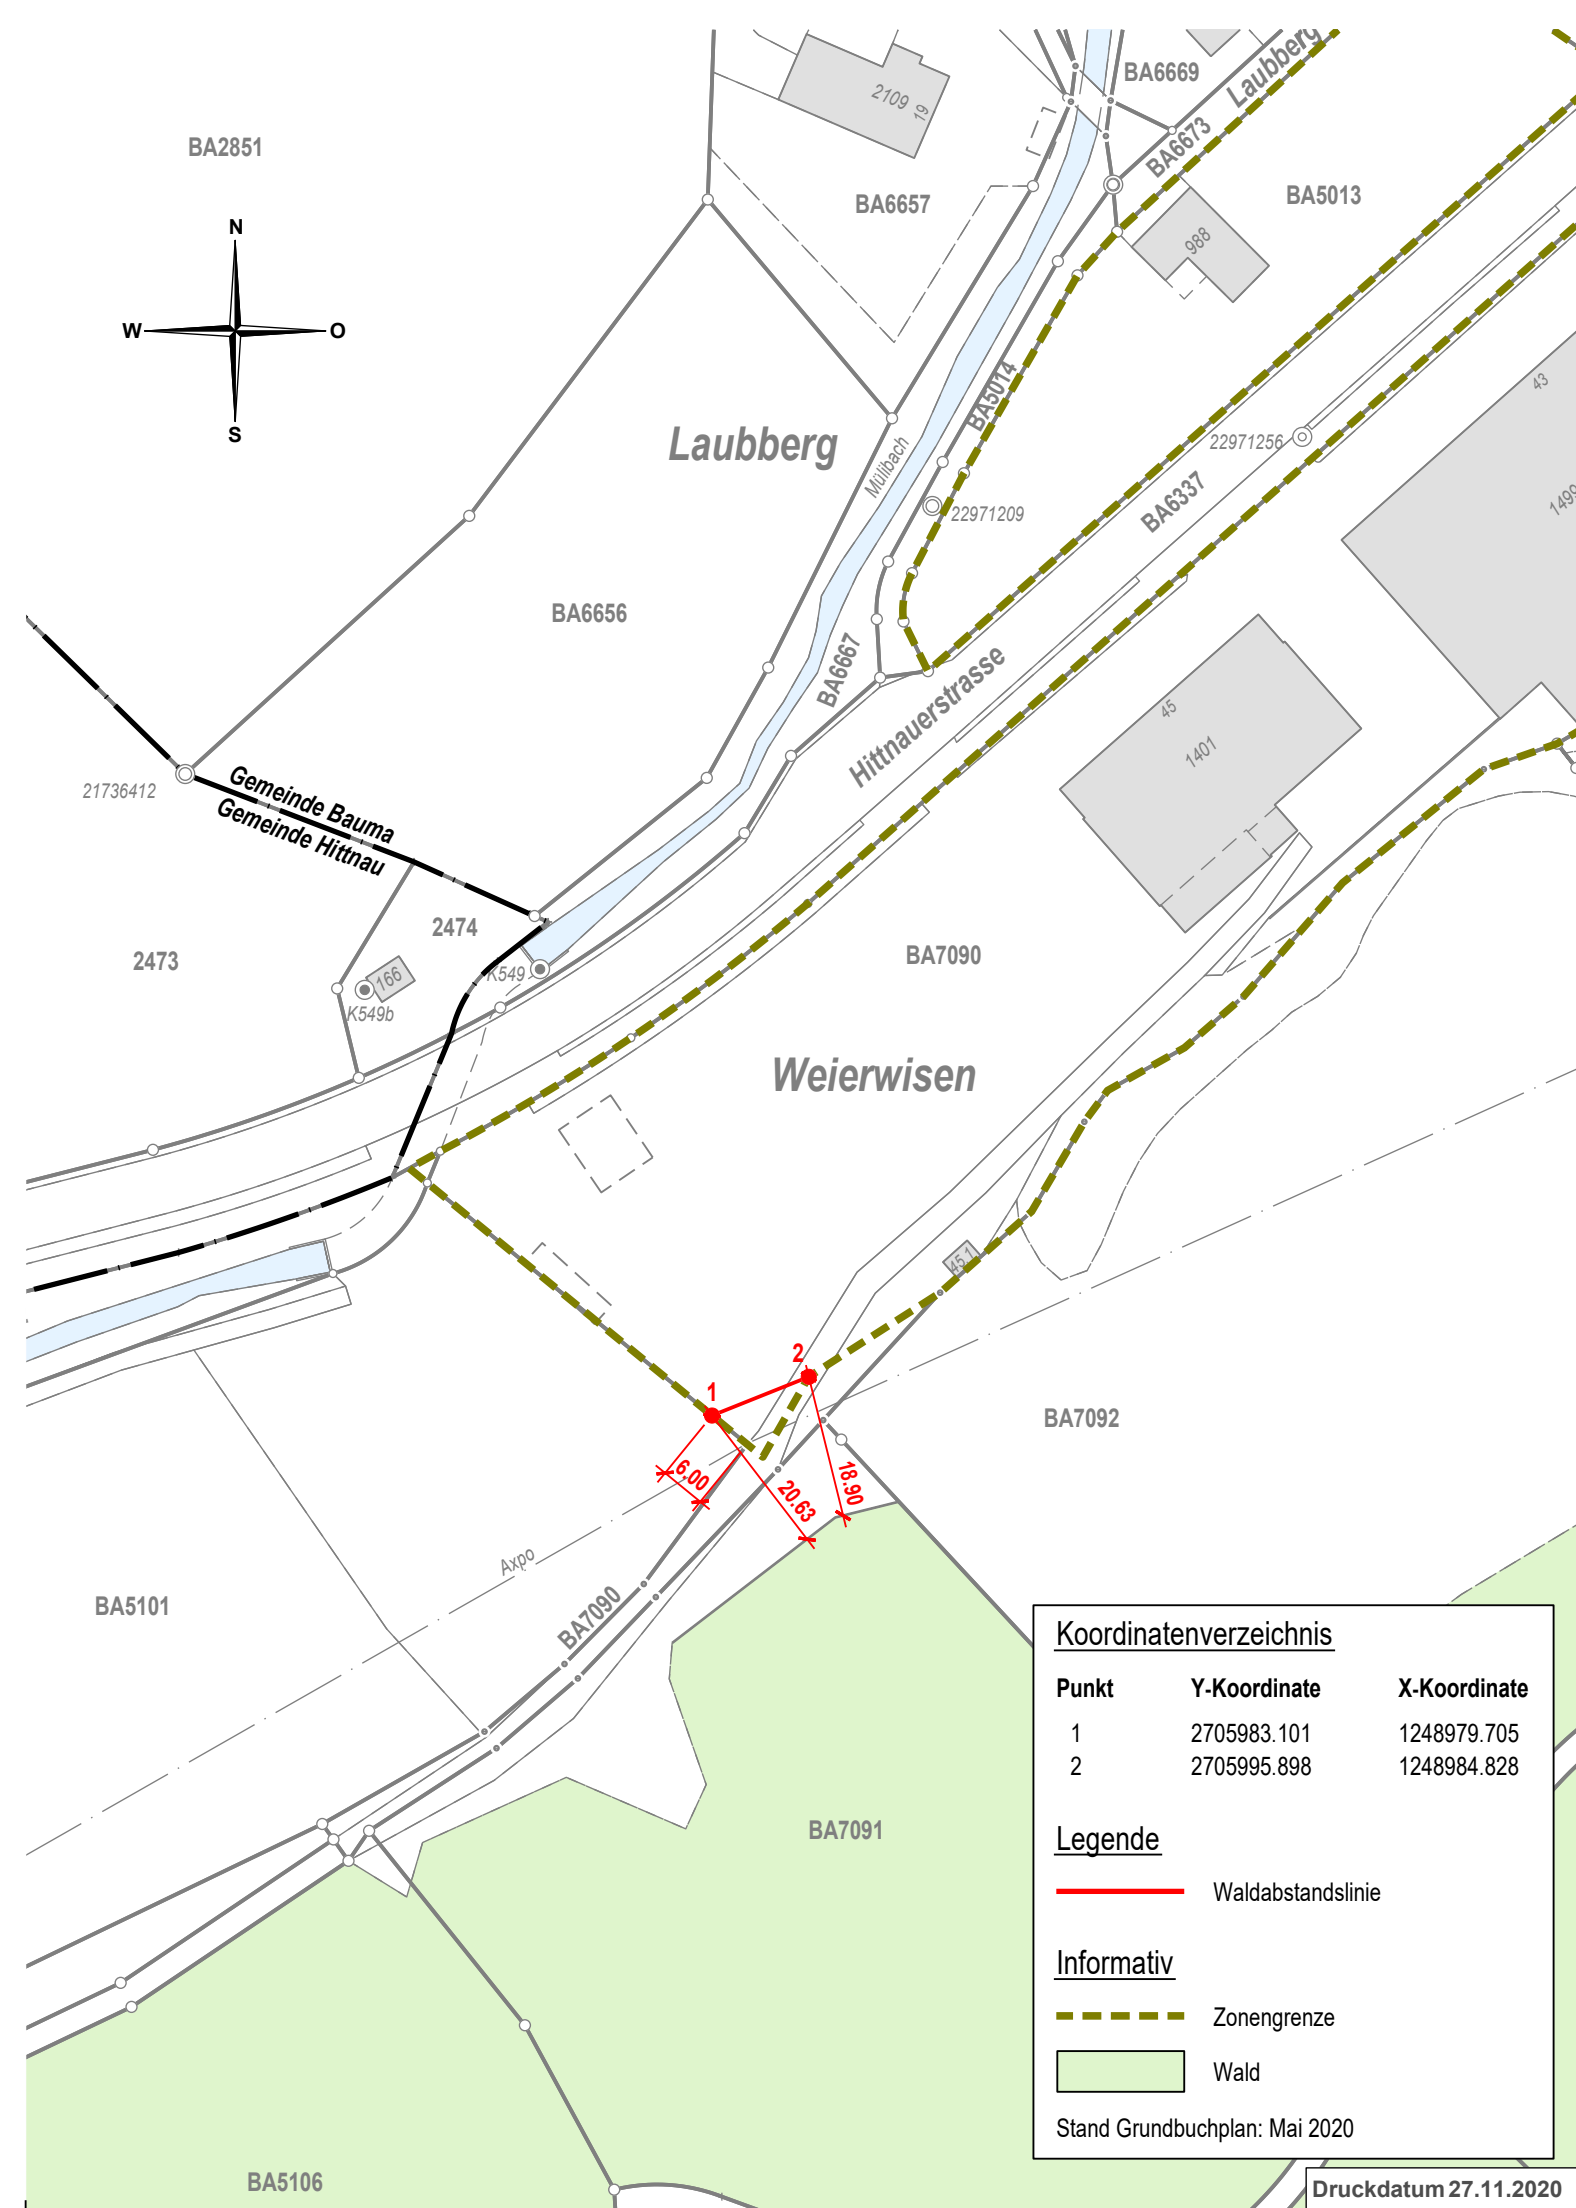 Laubberg
BA6669
2109
19
BA6673
BA2851
BA6657
BA5013
N
988
W
O
S
43
BA5014
22971256
Laubberg
Mülibach
BA6337
22971209
BA6656
BA6667
Hittnauerstrasse
45
1401
21736412
Gemeinde Bauma
Gemeinde Hittnau
2474
2473
166
K549
K549b
BA7090
Weierwisen
45.1
2
1
BA7092
6.00
20.63
18.90
Axpo
BA5101
BA7090
Koordinatenverzeichnis
Punkt Y-Koordinate X-Koordinate
1 2705983.101 1248979.705
2 2705995.898 1248984.828
BA7091
Legende
Waldabstandslinie
Informativ
Zonengrenze
Wald
Stand Grundbuchplan: Mai 2020
BA5106
Druckdatum 27.11.2020